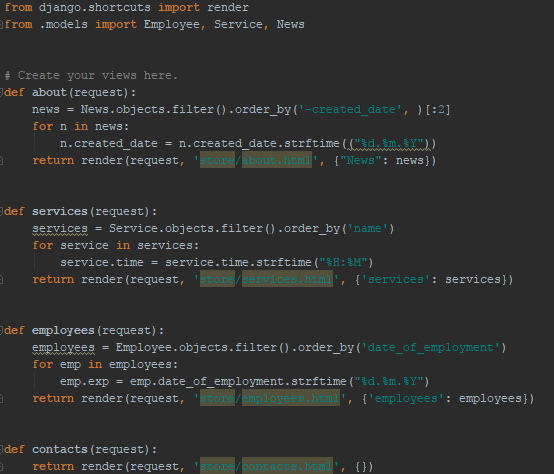 from django.shortcuts import render
from .models import Employee, Service, News
# Create your views here.
def about(request):
    news = News.objects.filter().order_by('-created_date', )[:2]
    for n in news:
        n.created_date = n.created_date.strftime(("%d.%m.%Y"))
    return render(request, 'store/about.html', {"News": news})
def services(request):
    services = Service.objects.filter().order_by('name')
    for service in services:
        service.time = service.time.strftime("%H:%M")
    return render(request, 'store/services.html', {'services': services})
def employees(request):
    employees = Employee.objects.filter().order_by('date_of_employment')
    for emp in employees:
        emp.exp = emp.date_of_employment.strftime("%d.%m.%Y")
    return render(request, 'store/employees.html', {'employees': employees})
def contacts(request):
    return render(request, 'store/contacts.html', {})